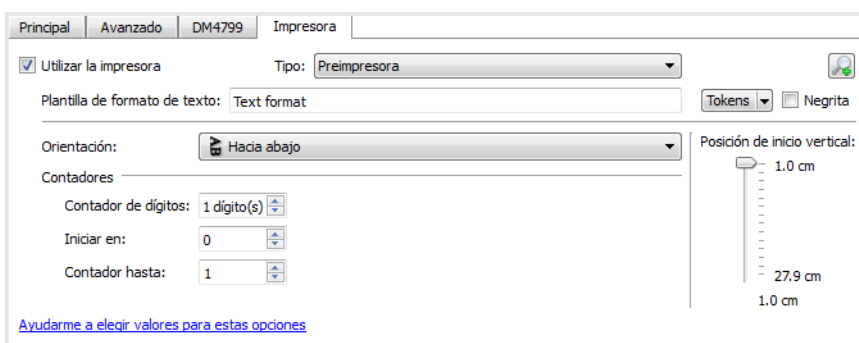 Principal Avanzado DM4799 Impresora
Utilizar la impresora Tipo: Preimpresora
Plantilla de formato de texto: Text format Tokens Negrita
Orientación: AB Hacia abajo Posición de inicio vertical:
1.0 cm
Contadores
Contador de dígitos: 1 dígito(s)
Iniciar en: 0
Contador hasta: 1 27.9 cm
1.0 cm
Ayudarme a elegir valores para estas opciones